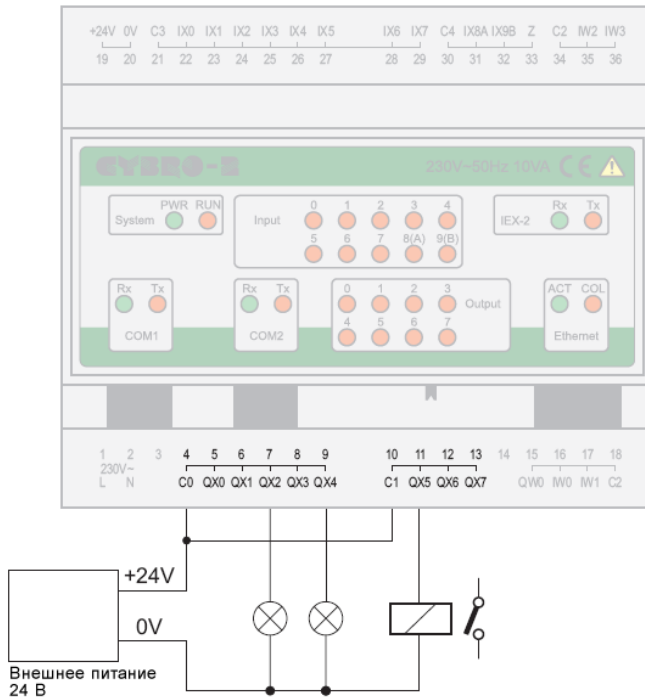 +24V 0V C3 IX0 IX1 IX2 IX3 IX4 IX5 IX6 IX7 C4 IX8A IX9B Z C2 IW2 IW3
19 20 21 22 23 24 25 26 27 28 29 30 31 32 33 34 35 36
CYBRO-2 230V~50Hz 10VA CE
PWR RUN
System
Input
0 1 2 3 4
5 6 7 8(A) 9(B)
IEX-2
Rx Tx
Rx Tx
COM1
Rx Tx
COM2
0 1 2 3
Output
4 5 6 7
ACT COL
Ethernet
1 2 3 4 5 6 7 8 9 10 11 12 13 14 15 16 17 18
230V~
L N C0 QX0 QX1 QX2 QX3 QX4 C1 QX5 QX6 QX7 QW0 IW0 IW1 C2
+24V
0V
Внешнее питание
24 В